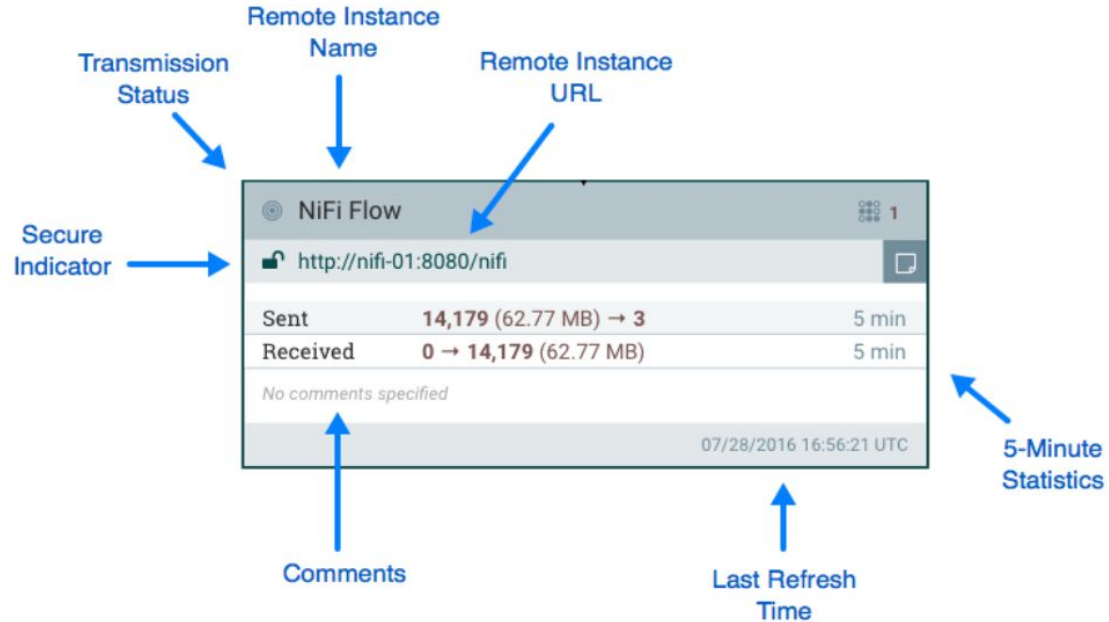 Remote Instance
Name
Transmission
Status
Remote Instance
URL
NiFi Flow 1
Secure
Indicator
http://nifi-01:8080/nifi
Sent 14,179 (62.77 MB) → 3 5 min
Received 0 → 14,179 (62.77 MB) 5 min
No comments specified
07/28/2016 16:56:21 UTC
5-Minute
Statistics
Comments
Last Refresh
Time